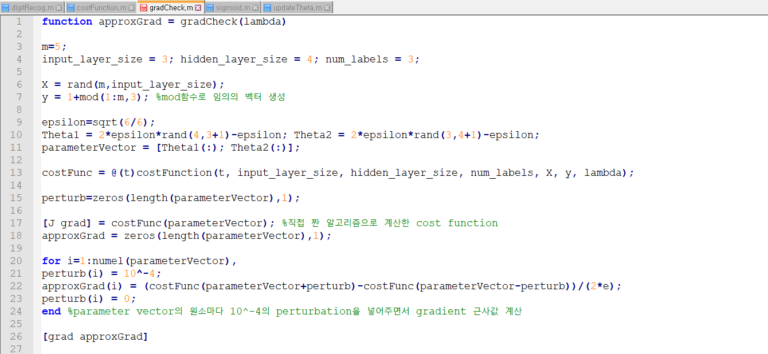 digitRecog.m costFunction.m gradCheck.m sigmoid.m updateTheta.m
1 function approxGrad = gradCheck(lambda)
2
3 m=5;
4 input_layer_size = 3; hidden_layer_size = 4; num_labels = 3;
5
6 X = rand(m,input_layer_size);
7 y = 1+mod(1:m,3); %mod함수로 임의의 벡터 생성
8
9 epsilon=sqrt(6/6);
10 Theta1 = 2*epsilon*rand(4,3+1)-epsilon; Theta2 = 2*epsilon*rand(3,4+1)-epsilon;
11 parameterVector = [Theta1(:); Theta2(:)];
12
13 costFunc = @(t)costFunction(t, input_layer_size, hidden_layer_size, num_labels, X, y, lambda);
14
15 perturb=zeros(length(parameterVector),1);
16
17 [J grad] = costFunc(parameterVector); %직접 짠 알고리즘으로 계산한 cost function
18 approxGrad = zeros(length(parameterVector),1);
19
20 for i=1:numel(parameterVector),
21 perturb(i) = 10^-4;
22 approxGrad(i) = (costFunc(parameterVector+perturb)-costFunc(parameterVector-perturb))/(2*e);
23 perturb(i) = 0;
24 end %parameter vector의 원소마다 10^-4의 perturbation을 넣어주면서 gradient 근사값 계산
25
26 [grad approxGrad]
27